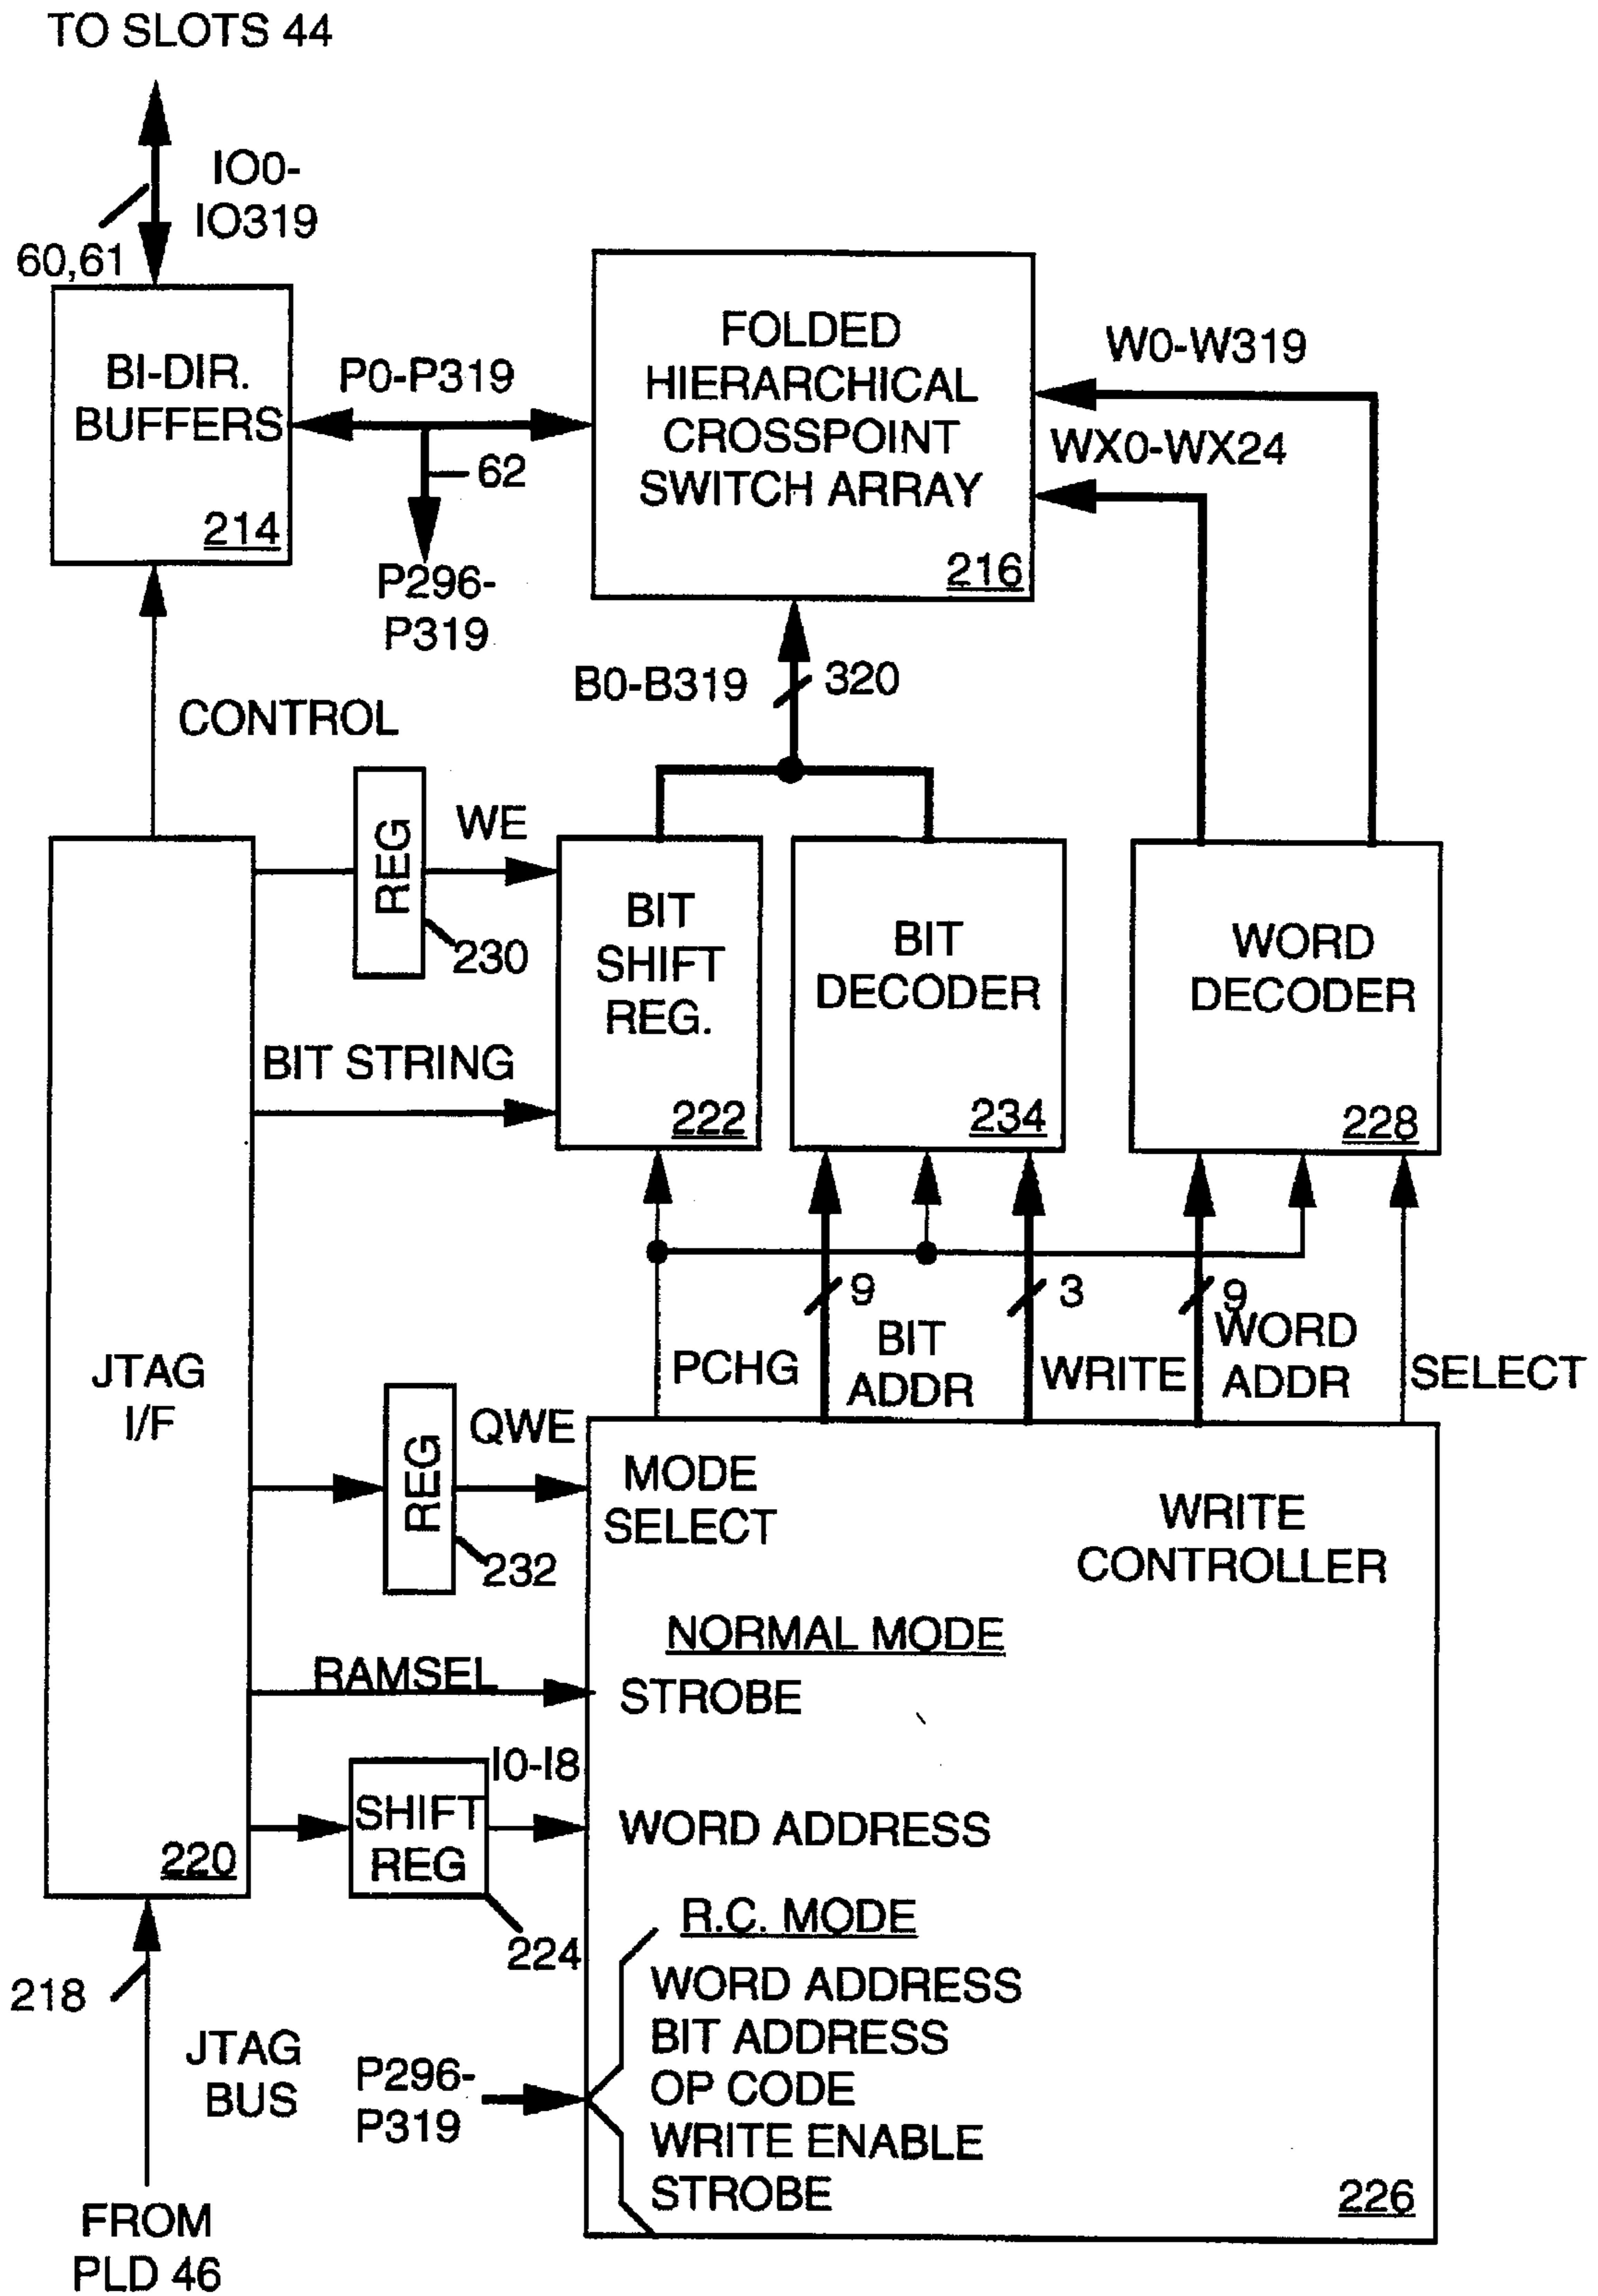 TO SLOTS 44
IO0-
IO319
60,61
BI-DIR.
BUFFERS
214
P0-P319
62
P296-
P319
FOLDED
HIERARCHICAL
CROSSPOINT
SWITCH ARRAY
216
W0-W319
WX0-WX24
B0-B319
320
CONTROL
REG
230
WE
BIT STRING
BIT
SHIFT
REG.
222
BIT
DECODER
234
WORD
DECODER
228
JTAG
I/F
220
PCHG
9
BIT
ADDR
3
WRITE
9
WORD
ADDR
SELECT
REG
232
QWE
MODE
SELECT
WRITE
CONTROLLER
NORMAL MODE
RAMSEL
STROBE
I0-I8
SHIFT
REG
224
WORD ADDRESS
R.C. MODE
WORD ADDRESS
BIT ADDRESS
OP CODE
WRITE ENABLE
STROBE
226
218
JTAG
BUS
P296-
P319
FROM
PLD 46